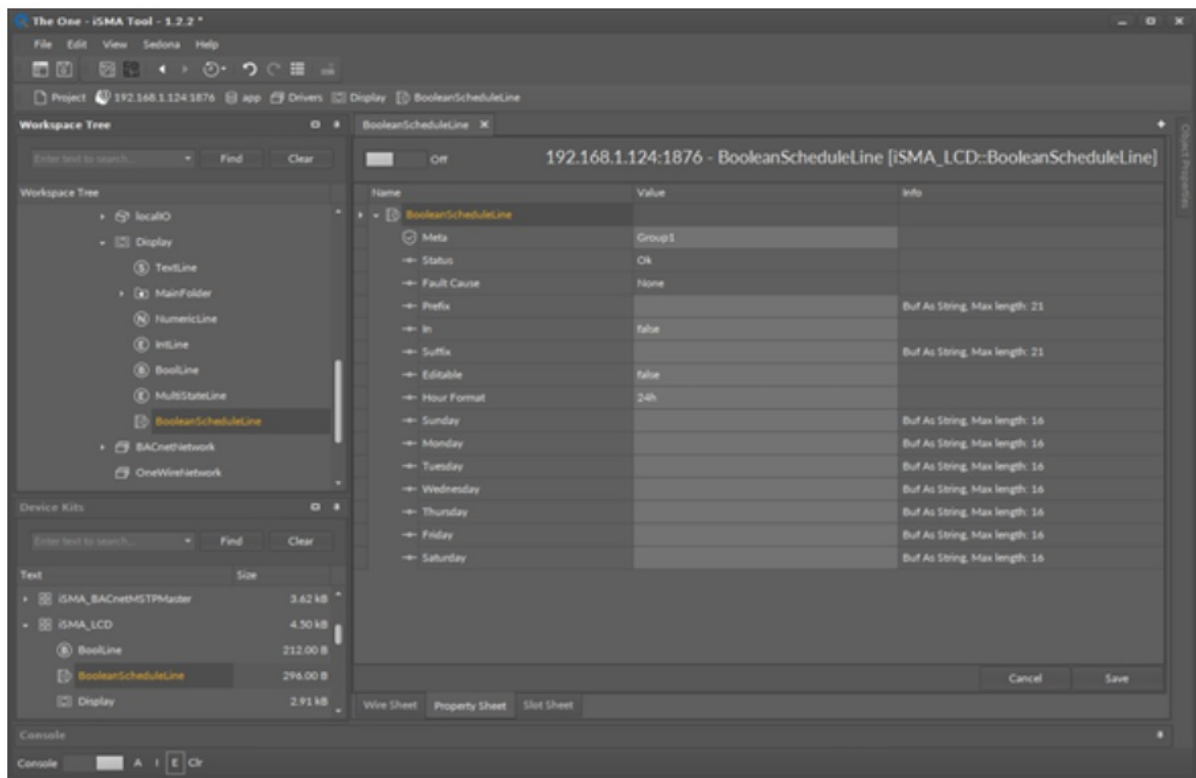 The One - iSMA Tool - 1.2.2 *
File Edit View Sedona Help
Project 192.168.1.124:1876 app Drivers Display BooleanScheduleLine
Workspace Tree
Enter text to search... Find Clear
Workspace Tree
localIO
Display
TextLine
MainFolder
NumericLine
IntLine
BoolLine
MultiStateLine
BooleanScheduleLine
BACnetNetwork
OneWireNetwork
Device Kits
Enter text to search... Find Clear
Text Size
iSMA_BACnetMSTPMaster 3.62 kB
iSMA_LCD 4.50 kB
BoolLine 212.00 B
BooleanScheduleLine 296.00 B
Display 2.91 kB
BooleanScheduleLine
Off 192.168.1.124:1876 - BooleanScheduleLine [iSMA_LCD::BooleanScheduleLine]
Name Value Info
BooleanScheduleLine
Meta Group1
Status Ok
Fault Cause None
Prefix Buf As String, Max length: 21
In false
Suffix Buf As String, Max length: 21
Editable false
Hour Format 24h
Sunday Buf As String, Max length: 16
Monday Buf As String, Max length: 16
Tuesday Buf As String, Max length: 16
Wednesday Buf As String, Max length: 16
Thursday Buf As String, Max length: 16
Friday Buf As String, Max length: 16
Saturday Buf As String, Max length: 16
Cancel Save
Wire Sheet Property Sheet Slot Sheet
Object Properties
Console
Console A I E Clr